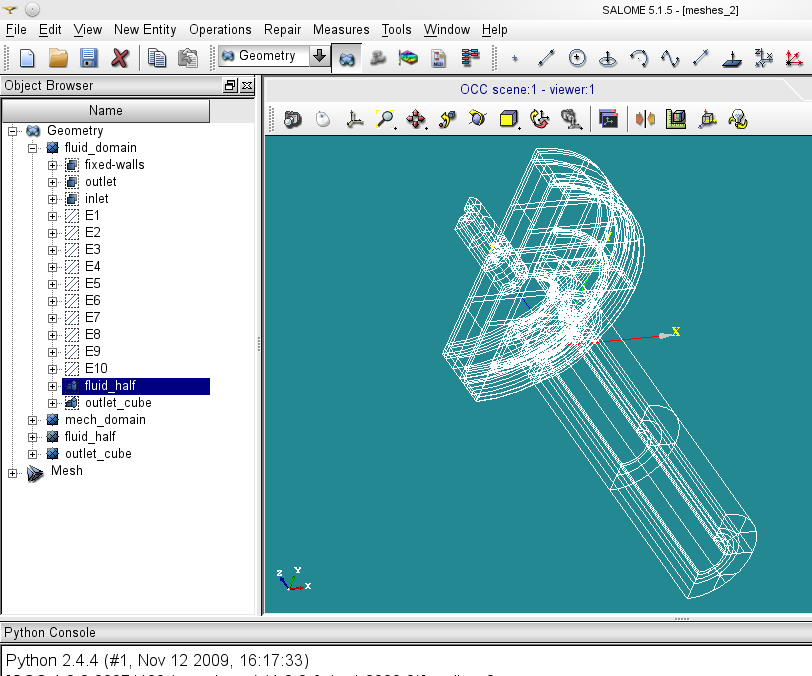 SALOME 5.1.5 - [meshes_2]
File Edit View New Entity Operations Repair Measures Tools Window Help
Geometry
Object Browser
OCC scene:1 - viewer:1
Name
Geometry
fluid_domain
fixed-walls
outlet
inlet
E1
E2
E3
E4
E5
E6
E7
E8
E9
E10
fluid_half
outlet_cube
mech_domain
fluid_half
outlet_cube
Mesh
X
Z
Y
X
Python Console
Python 2.4.4 (#1, Nov 12 2009, 16:17:33)